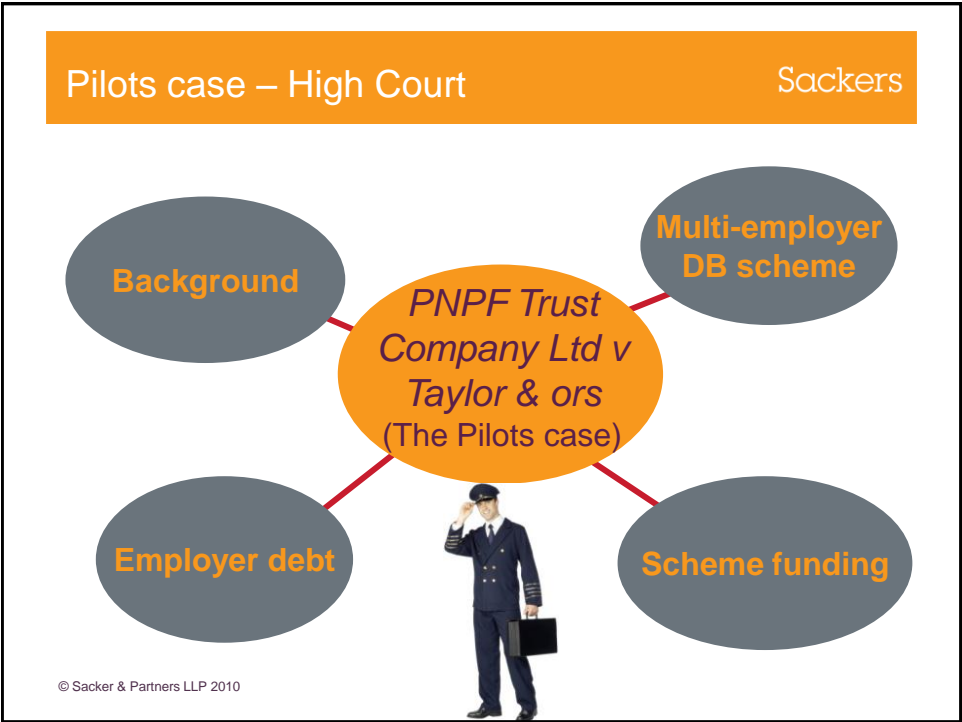 Pilots case – High Court
Sackers
Background
Multi-employer
DB scheme
PNPF Trust
Company Ltd v
Taylor & ors
(The Pilots case)
Employer debt
Scheme funding
© Sacker & Partners LLP 2010